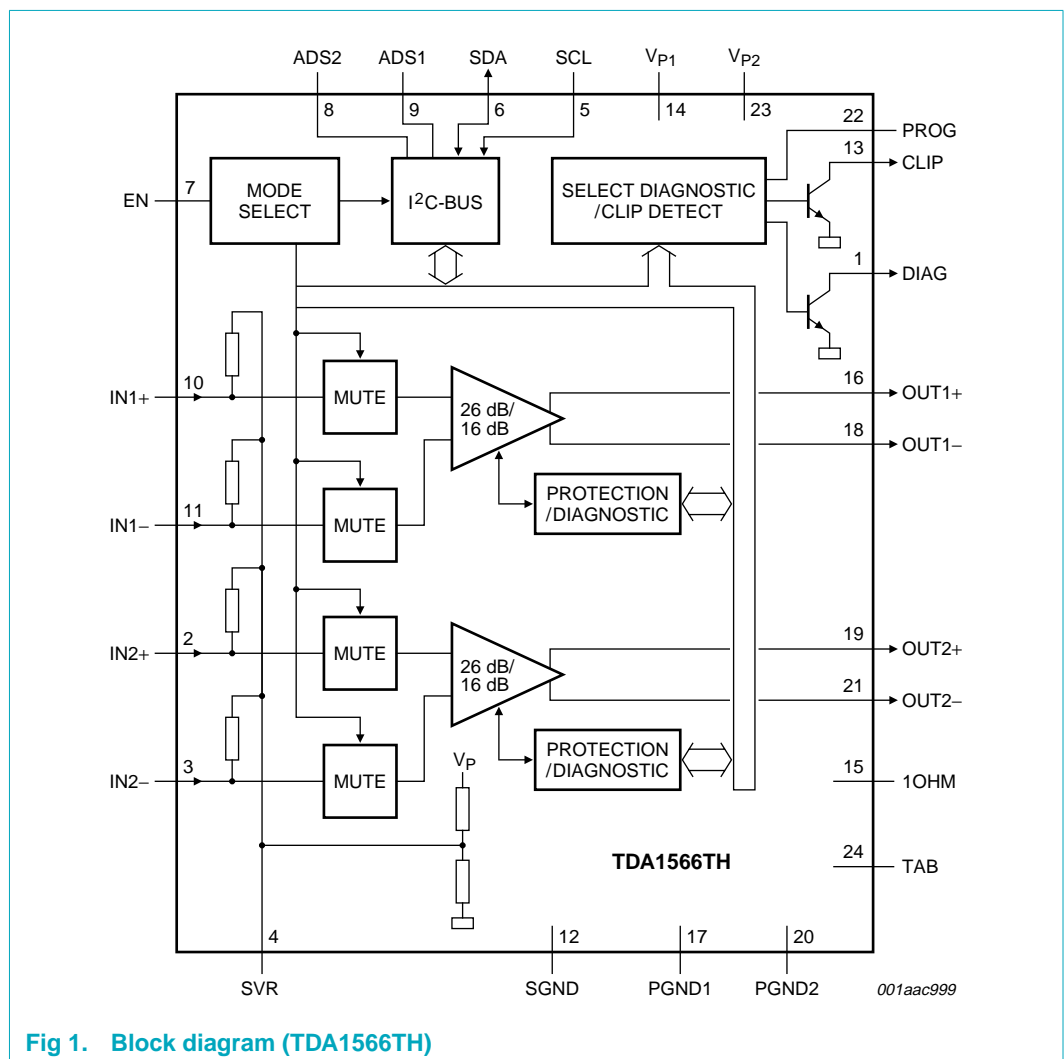 ADS2 ADS1 SDA SCL VP1 VP2
8 9 6 5 14 23
22 PROG
13 CLIP
EN 7
MODE
SELECT
I2C-BUS
SELECT DIAGNOSTIC
/CLIP DETECT
1 DIAG
IN1+ 10
MUTE
26 dB/
16 dB
16 OUT1+
18 OUT1−
IN1− 11
MUTE
PROTECTION
/DIAGNOSTIC
IN2+ 2
MUTE
26 dB/
16 dB
19 OUT2+
21 OUT2−
IN2− 3
MUTE
VP
PROTECTION
/DIAGNOSTIC
15 1OHM
TDA1566TH
24 TAB
4 12 17 20
SVR SGND PGND1 PGND2 001aac999
Fig 1. Block diagram (TDA1566TH)